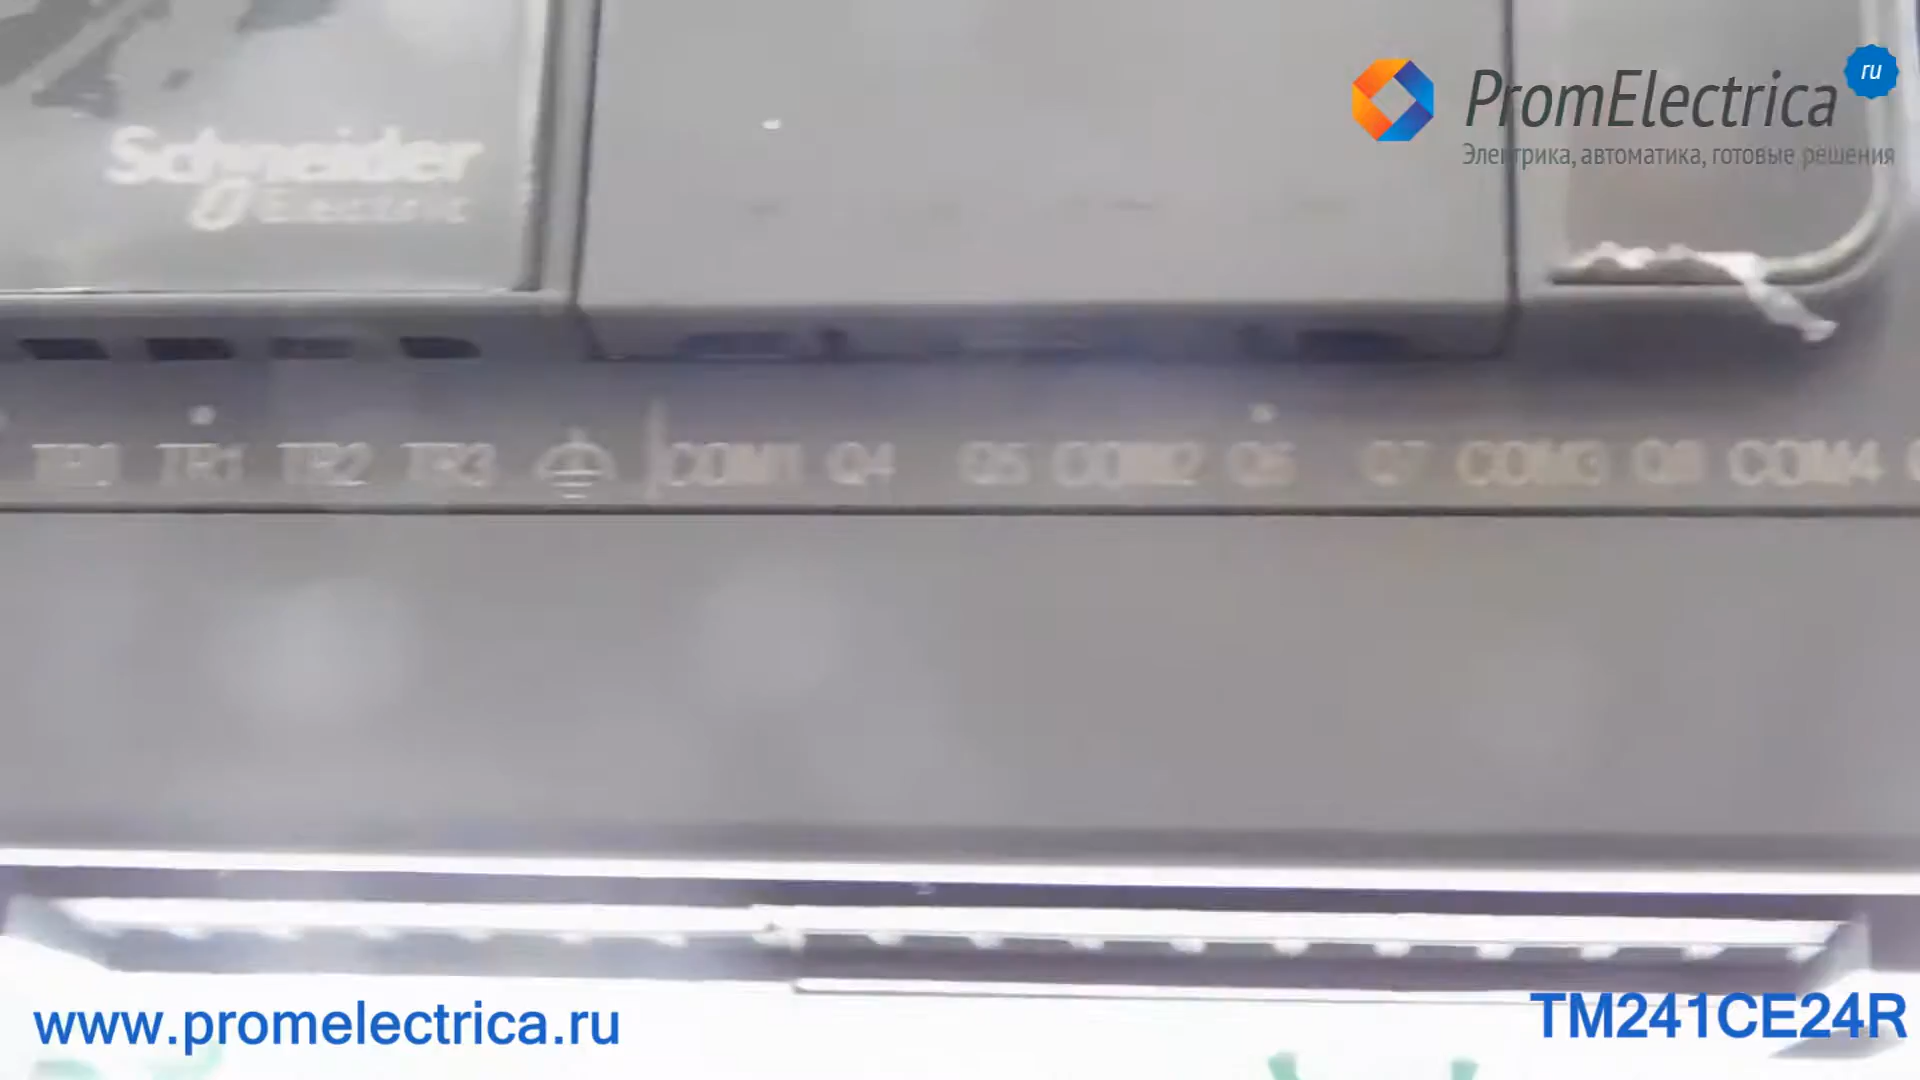 PromElectrica ru
Электрика, автоматика, готовые решения
Schneider
Electric
TR1 TR2 TR3 COM1 Q4 Q5 COM2 Q6 Q7 COM3 Q8 COM4
www.promelectrica.ru
TM241CE24R